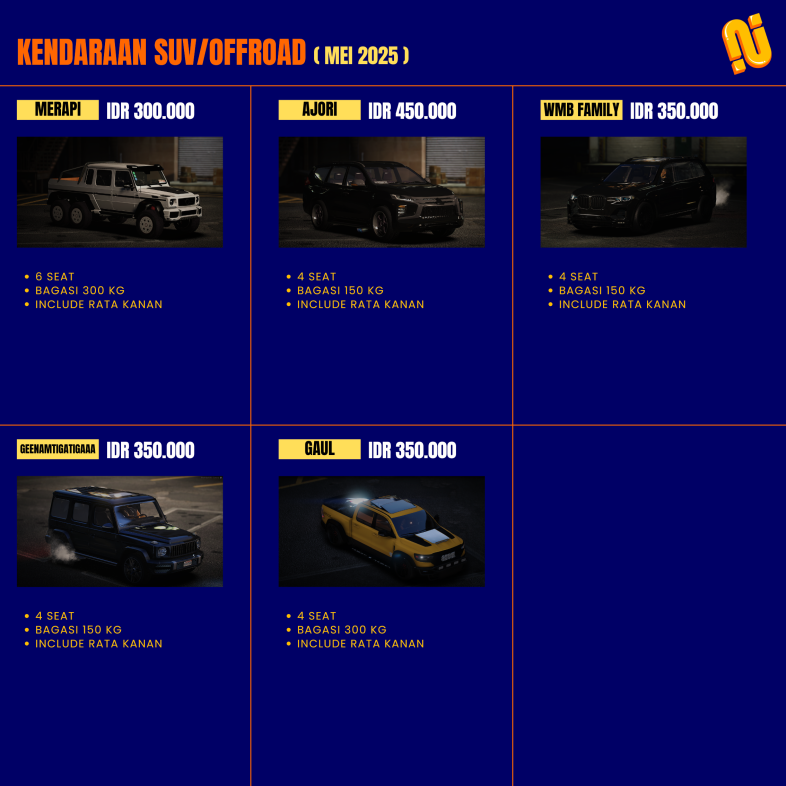 KENDARAAN SUV/OFFROAD ( MEI 2025 )
MERAPI IDR 300.000
• 6 SEAT
• BAGASI 300 KG
• INCLUDE RATA KANAN
AJORI IDR 450.000
• 4 SEAT
• BAGASI 150 KG
• INCLUDE RATA KANAN
WMB FAMILY IDR 350.000
• 4 SEAT
• BAGASI 150 KG
• INCLUDE RATA KANAN
GEENAMTIGATIGAAA IDR 350.000
• 4 SEAT
• BAGASI 150 KG
• INCLUDE RATA KANAN
GAUL IDR 350.000
• 4 SEAT
• BAGASI 300 KG
• INCLUDE RATA KANAN